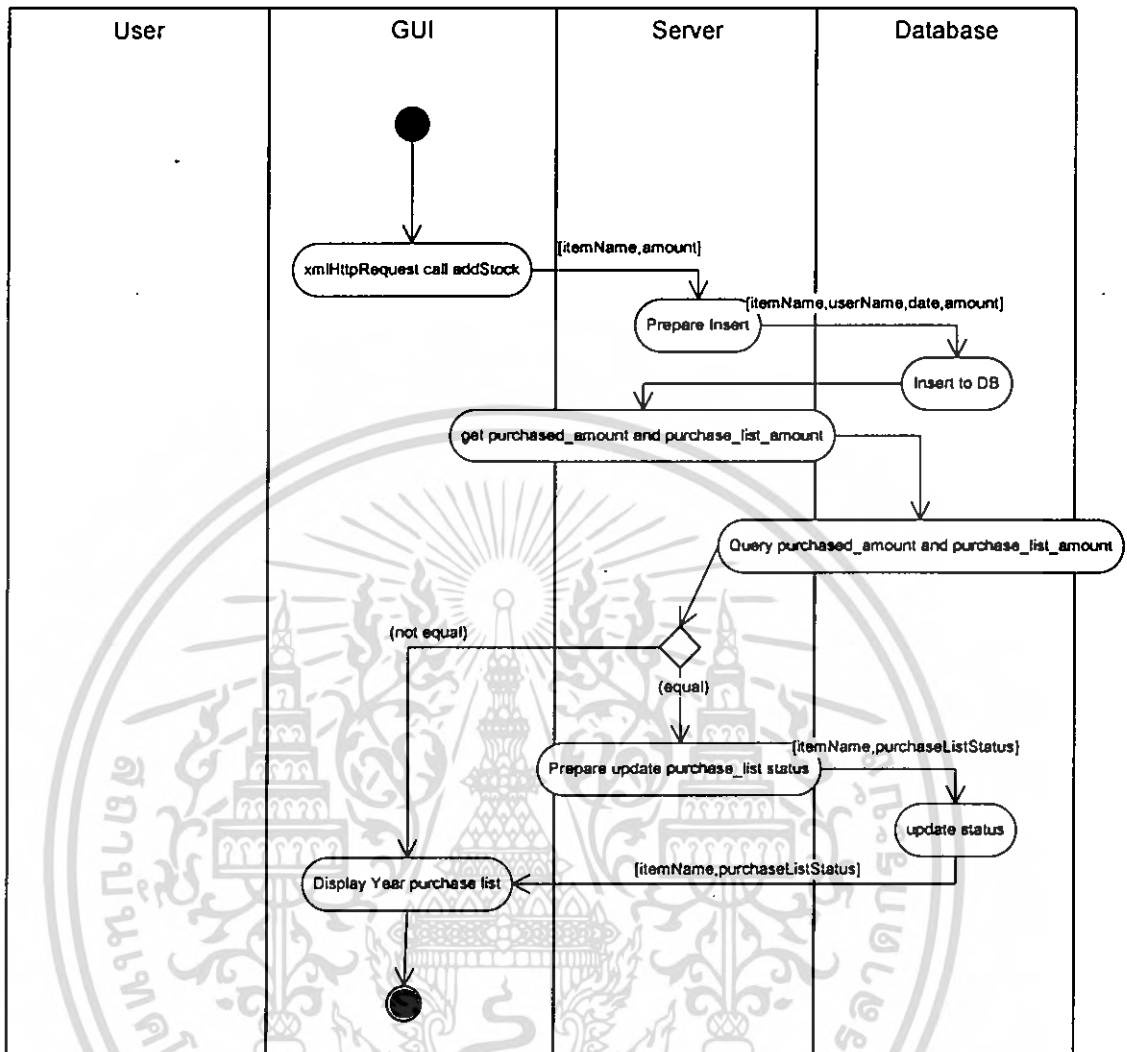 User GUI Server Database
[itemName,amount]
xmlHttpRequest call addStock
[itemName,userName,date,amount]
Prepare Insert
Insert to DB
get purchased_amount and purchase_list_amount
Query purchased_amount and purchase_list_amount
(not equal)
(equal)
[itemName,purchaseListStatus]
Prepare update purchase_list status
update status
[itemName,purchaseListStatus]
Display Year purchase list